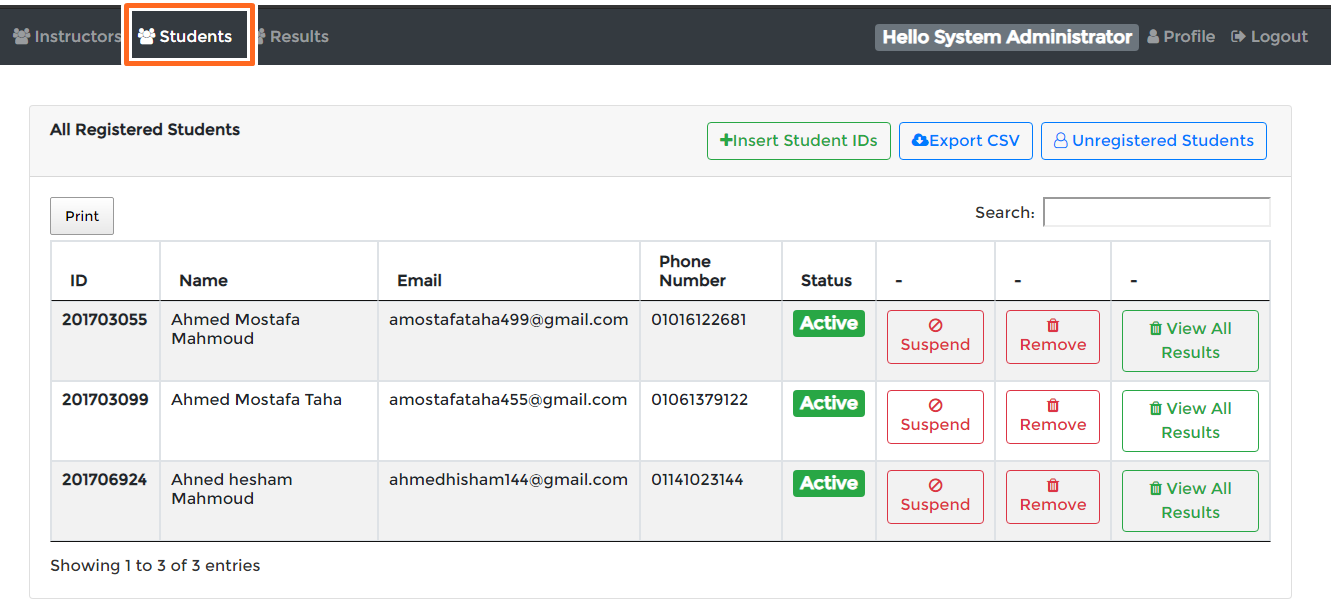 Instructors Students Results Hello System Administrator Profile Logout
All Registered Students
Insert Student IDs Export CSV Unregistered Students
Print Search:
ID Name Email Phone Number Status - - -
201703055 Ahmed Mostafa Mahmoud amostafataha499@gmail.com 01016122681 Active Suspend Remove View All Results
201703099 Ahmed Mostafa Taha amostafataha455@gmail.com 01061379122 Active Suspend Remove View All Results
201706924 Ahned hesham Mahmoud ahmedhisham144@gmail.com 01141023144 Active Suspend Remove View All Results
Showing 1 to 3 of 3 entries